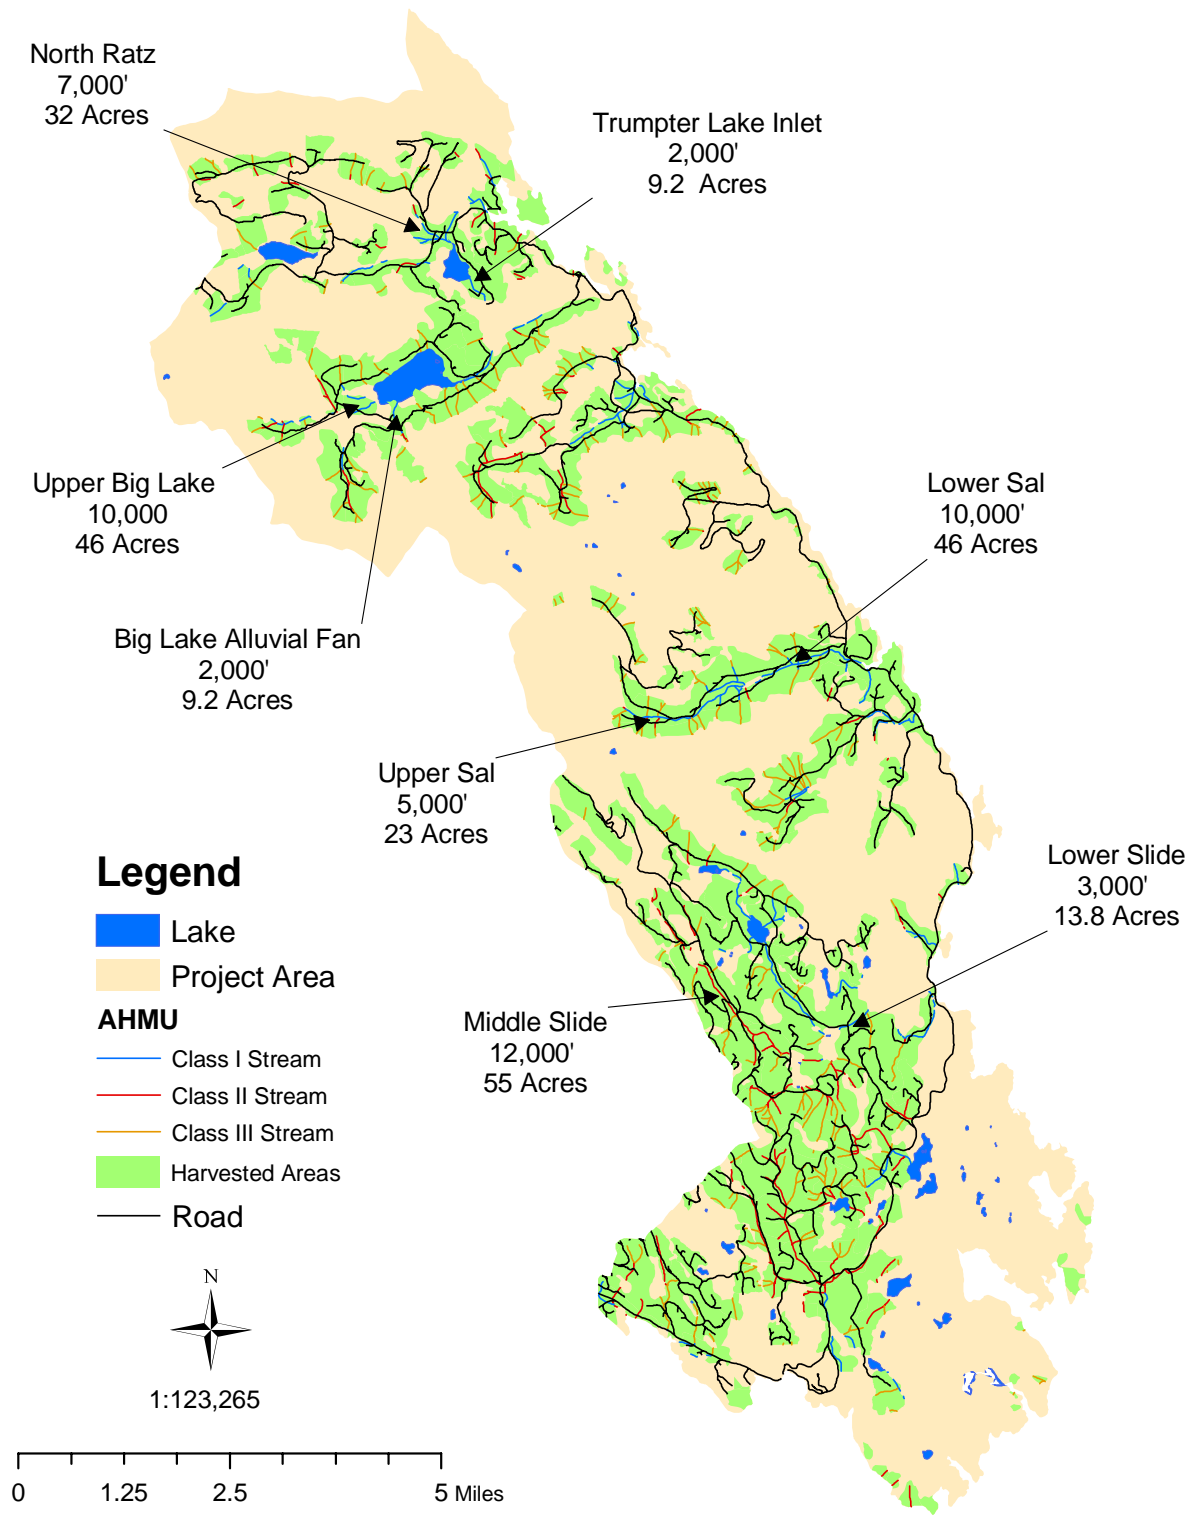 North Ratz
7,000'
32 Acres
Trumpter Lake Inlet
2,000'
9.2 Acres
Upper Big Lake
10,000
46 Acres
Lower Sal
10,000'
46 Acres
Big Lake Alluvial Fan
2,000'
9.2 Acres
Upper Sal
5,000'
23 Acres
Lower Slide
3,000'
13.8 Acres
Middle Slide
12,000'
55 Acres
Legend
Lake
Project Area
AHMU
Class I Stream
Class II Stream
Class III Stream
Harvested Areas
Road
N
1:123,265
0 1.25 2.5 5 Miles